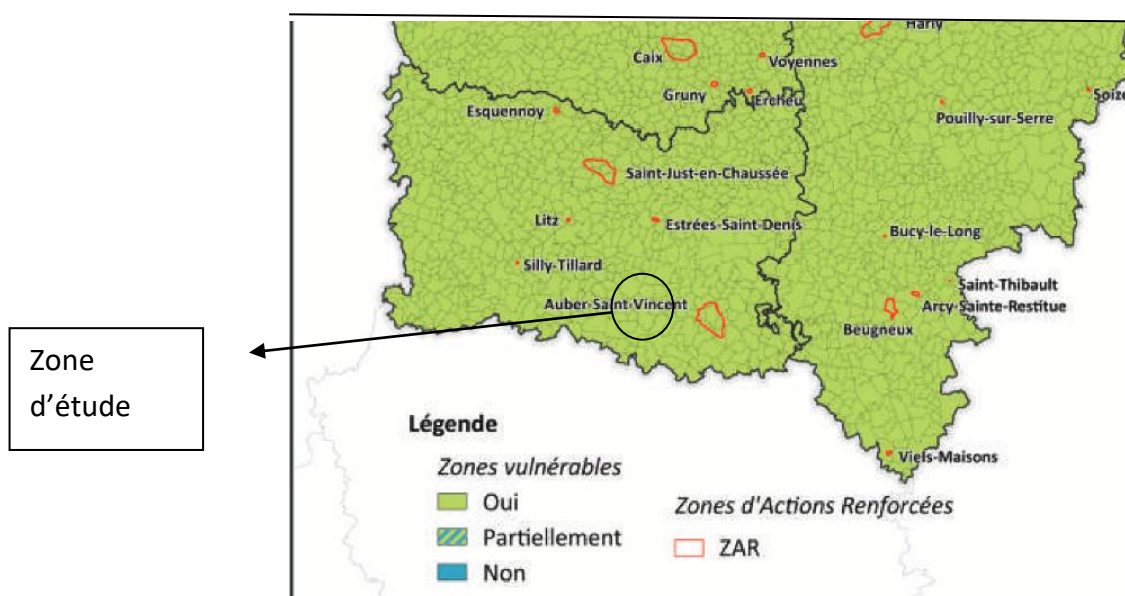 Harly
Caix
Voyennes
Gruny
Ercheu
Soize
Esquennoy
Pouilly-sur-Serre
Saint-Just-en-Chaussée
Litz
Estrées-Saint-Denis
Bucy-le-Long
Silly-Tillard
Saint-Thibault
Auber-Saint-Vincent
Arcy-Sainte-Restitue
Beugneux
Zone
d’étude
Légende
Viels-Maisons
Zones vulnérables
Oui
Zones d'Actions Renforcées
Partiellement
ZAR
Non